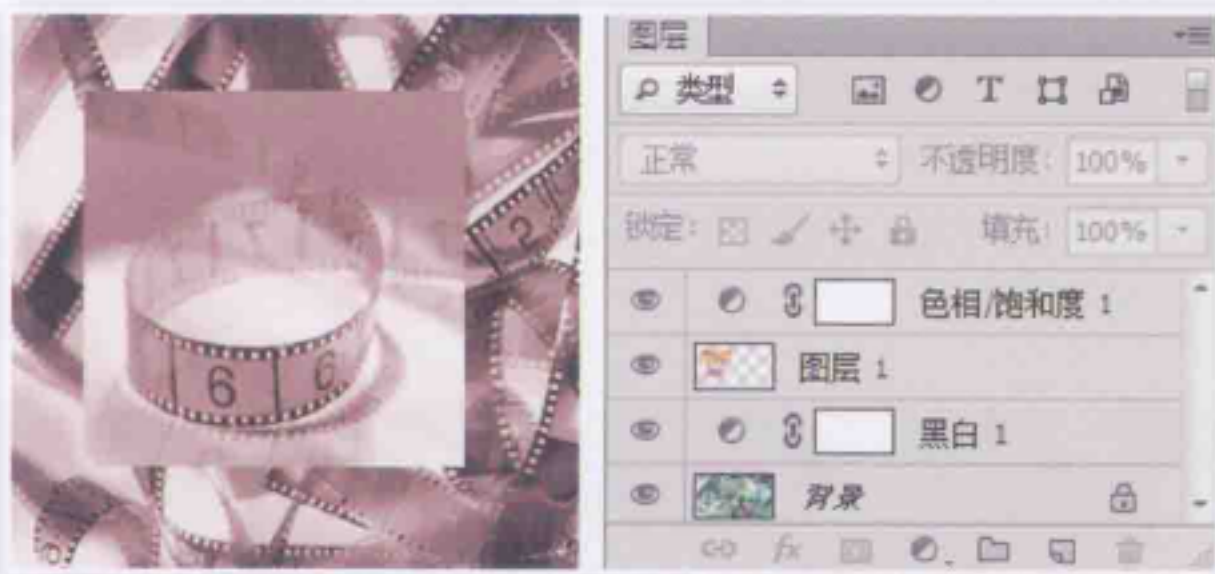 图层
类型
T
正常 不透明度: 100%
锁定: 填充: 100%
色相/饱和度 1
图层 1
黑白 1
背景
fx
2
6 6